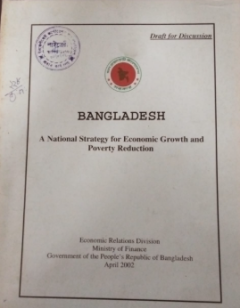 Draft for Discussion
BANGLADESH
A National Strategy for Economic Growth and
Poverty Reduction
Economic Relations Division
Ministry of Finance
Government of the People's Republic of Bangladesh
April 2002